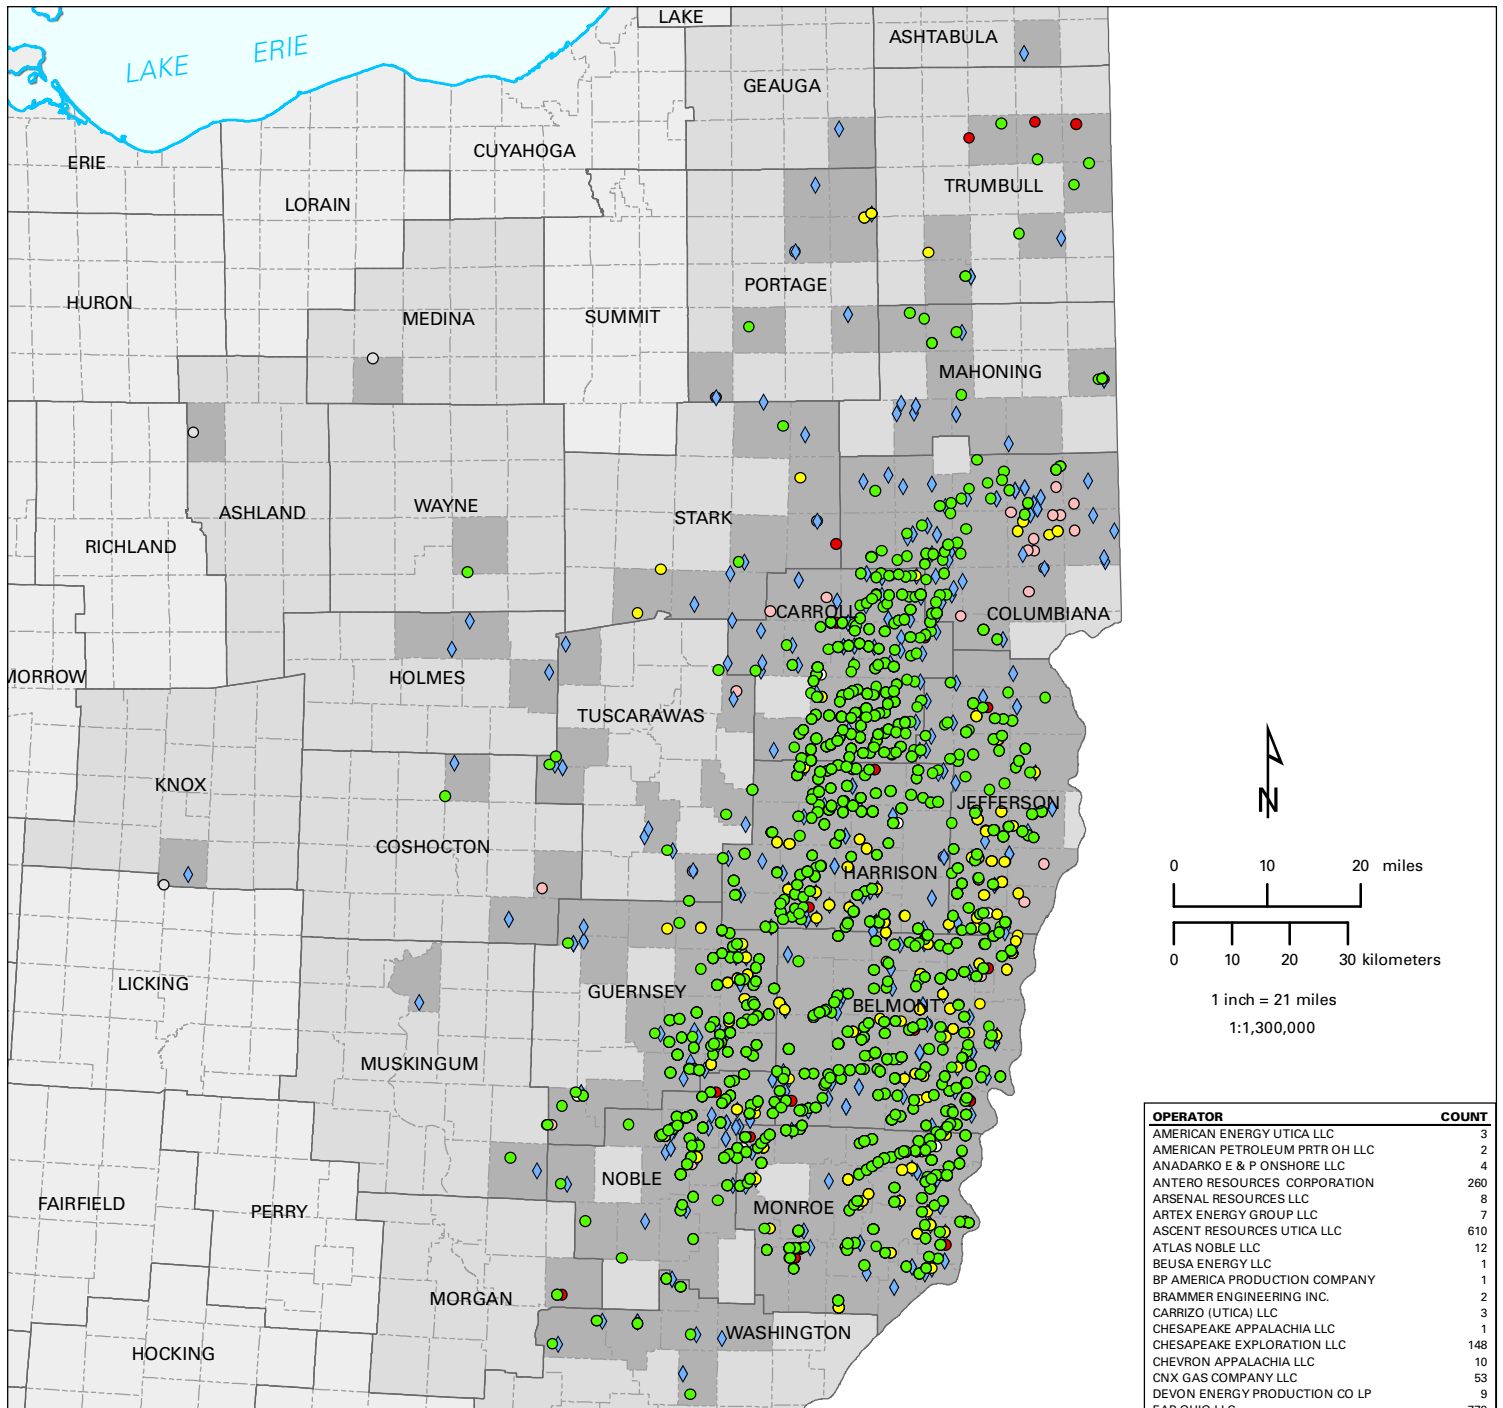 LAKE
ASHTABULA
LAKE ERIE
GEAUGA
CUYAHOGA
ERIE
TRUMBULL
LORAIN
PORTAGE
HURON
MEDINA
SUMMIT
MAHONING
WAYNE
ASHLAND
STARK
RICHLAND
CARROLL
COLUMBIANA
MORROW
HOLMES
TUSCARAWAS
KNOX
JEFFERSON
COSHOCTON
HARRISON
N
0 10 20 miles
0 10 20 30 kilometers
1 inch = 21 miles
1:1,300,000
LICKING
GUERNSEY
BELMONT
MUSKINGUM
NOBLE
FAIRFIELD
PERRY
MONROE
MORGAN
WASHINGTON
HOCKING
OPERATOR COUNT
AMERICAN ENERGY UTICA LLC 3
AMERICAN PETROLEUM PRTR OH LLC 2
ANADARKO E & P ONSHORE LLC 4
ANTERO RESOURCES CORPORATION 260
ARSENAL RESOURCES LLC 8
ARTEX ENERGY GROUP LLC 7
ASCENT RESOURCES UTICA LLC 610
ATLAS NOBLE LLC 12
BEUSA ENERGY LLC 1
BP AMERICA PRODUCTION COMPANY 1
BRAMMER ENGINEERING INC. 2
CARRIZO (UTICA) LLC 3
CHESAPEAKE APPALACHIA LLC 1
CHESAPEAKE EXPLORATION LLC 148
CHEVRON APPALACHIA LLC 10
CNX GAS COMPANY LLC 53
DEVON ENERGY PRODUCTION CO LP 9